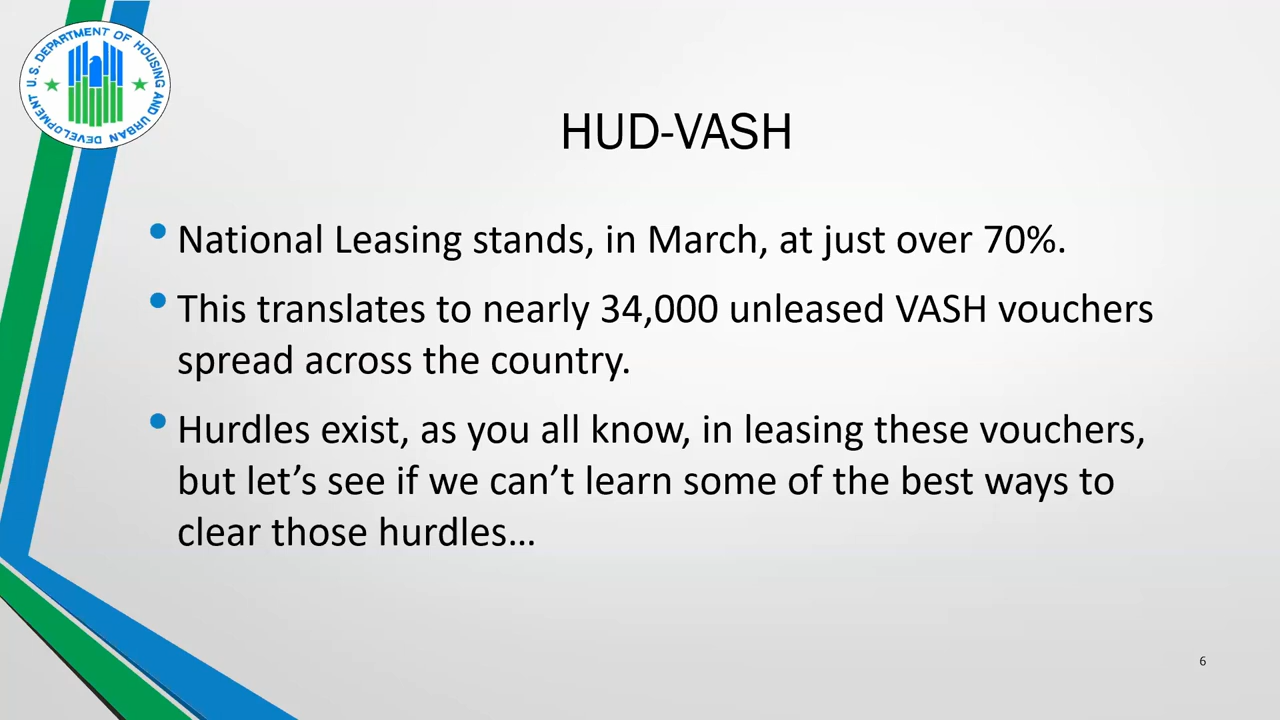 U.S. DEPARTMENT OF HOUSING AND URBAN DEVELOPMENT
HUD-VASH
• National Leasing stands, in March, at just over 70%.
• This translates to nearly 34,000 unleased VASH vouchers
spread across the country.
• Hurdles exist, as you all know, in leasing these vouchers,
but let’s see if we can’t learn some of the best ways to
clear those hurdles…
6